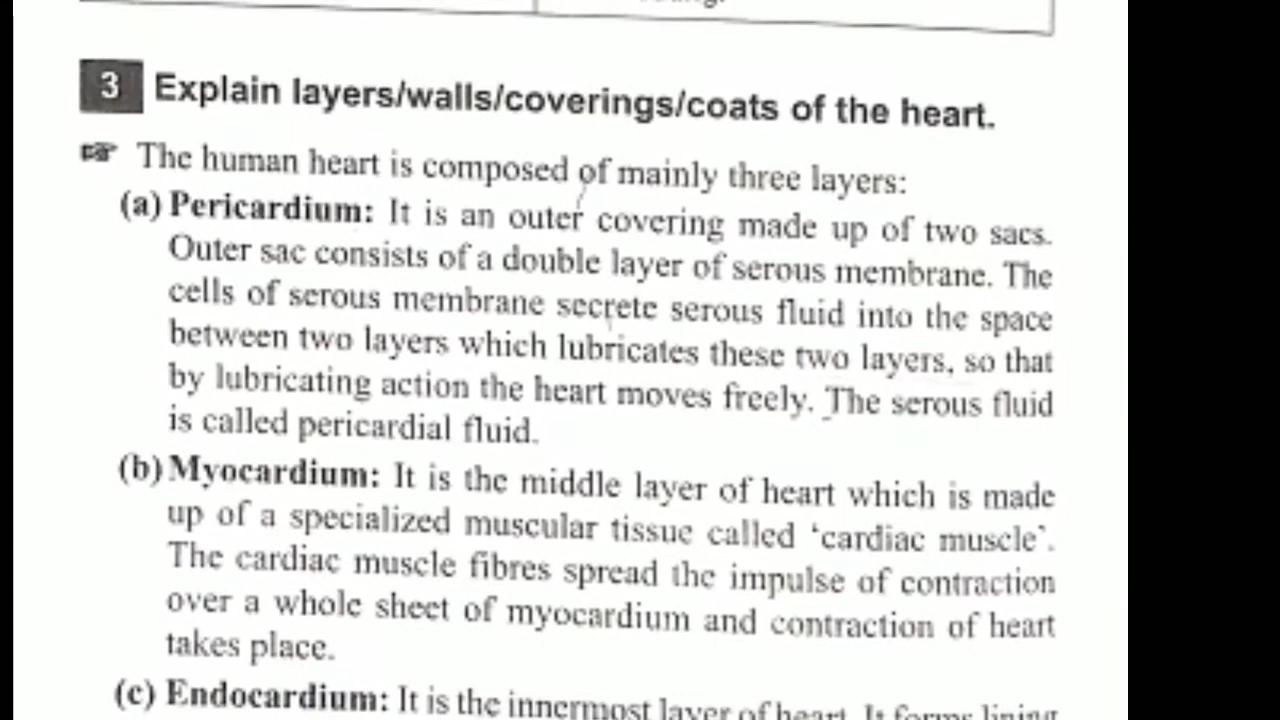 3 Explain layers/walls/coverings/coats of the heart.
☞ The human heart is composed of mainly three layers:
(a) Pericardium: It is an outer covering made up of two sacs.
Outer sac consists of a double layer of serous membrane. The
cells of serous membrane secrete serous fluid into the space
between two layers which lubricates these two layers, so that
by lubricating action the heart moves freely. The serous fluid
is called pericardial fluid.
(b) Myocardium: It is the middle layer of heart which is made
up of a specialized muscular tissue called ‘cardiac muscle’.
The cardiac muscle fibres spread the impulse of contraction
over a whole sheet of myocardium and contraction of heart
takes place.
(c) Endocardium: It is the innermost layer of heart. It forms lining